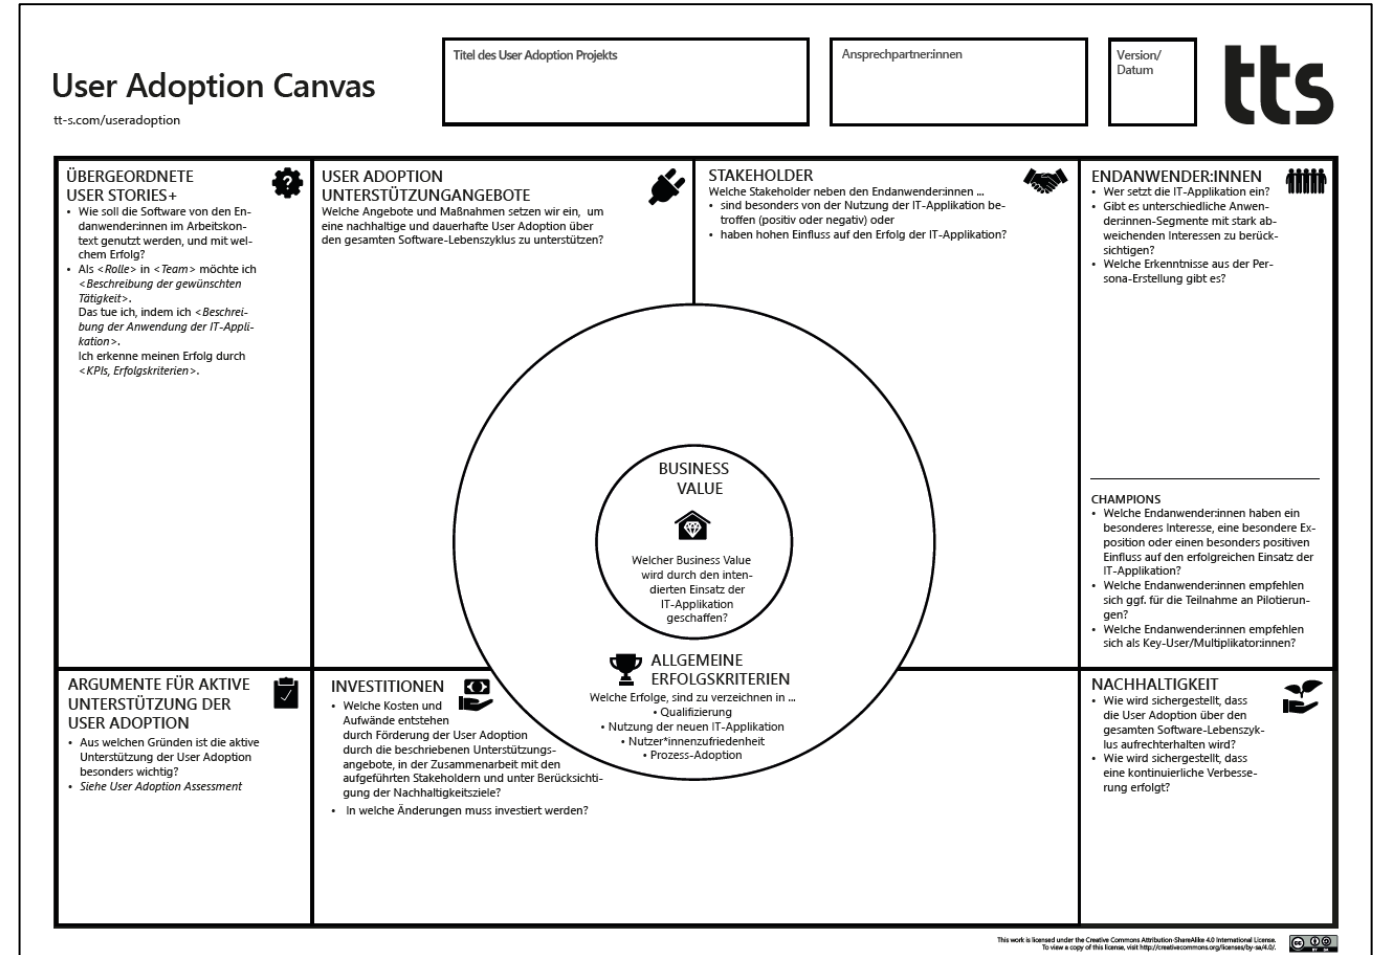 User Adoption Canvas
tt-s.com/useradoption
Titel des User Adoption Projekts
Ansprechpartner:innen
Version/
Datum
tts
ÜBERGEORDNETE
USER STORIES+
• Wie soll die Software von den En-
danwender:innen im Arbeitskon-
text genutzt werden, und mit wel-
chem Erfolg?
• Als <Rolle> in <Team> möchte ich
<Beschreibung der gewünschten
Tätigkeit>.
Das tue ich, indem ich <Beschrei-
bung der Anwendung der IT-Appli-
kation>.
Ich erkenne meinen Erfolg durch
<KPIs, Erfolgskriterien>.
USER ADOPTION
UNTERSTÜTZUNGANGEBOTE
Welche Angebote und Maßnahmen setzen wir ein, um
eine nachhaltige und dauerhafte User Adoption über
den gesamten Software-Lebenszyklus zu unterstützen?
STAKEHOLDER
Welche Stakeholder neben den Endanwender:innen ...
• sind besonders von der Nutzung der IT-Applikation be-
troffen (positiv oder negativ) oder
• haben hohen Einfluss auf den Erfolg der IT-Applikation?
ENDANWENDER:INNEN
• Wer setzt die IT-Applikation ein?
• Gibt es unterschiedliche Anwen-
der:innen-Segmente mit stark ab-
weichenden Interessen zu berück-
sichtigen?
• Welche Erkenntnisse aus der Per-
sona-Erstellung gibt es?
CHAMPIONS
• Welche Endanwender:innen haben ein
besonderes Interesse, eine besondere Ex-
position oder einen besonders positiven
Einfluss auf den erfolgreichen Einsatz der
IT-Applikation?
• Welche Endanwender:innen empfehlen
sich ggf. für die Teilnahme an Pilotierun-
gen?
• Welche Endanwender:innen empfehlen
sich als Key-User/Multiplikator:innen?
BUSINESS
VALUE
Welcher Business Value
wird durch den inten-
dierten Einsatz der
IT-Applikation
geschaffen?
ALLGEMEINE
ERFOLGSKRITERIEN
Welche Erfolge, sind zu verzeichnen in ...
• Qualifizierung
• Nutzung der neuen IT-Applikation
• Nutzer*innenzufriedenheit
• Prozess-Adoption
ARGUMENTE FÜR AKTIVE
UNTERSTÜTZUNG DER
USER ADOPTION
• Aus welchen Gründen ist die aktive
Unterstützung der User Adoption
besonders wichtig?
• Siehe User Adoption Assessment
INVESTITIONEN
• Welche Kosten und
Aufwände entstehen
durch Förderung der User Adoption
durch die beschriebenen Unterstützungs-
angebote, in der Zusammenarbeit mit den
aufgeführten Stakeholdern und unter Berücksichti-
gung der Nachhaltigkeitsziele?
• In welche Änderungen muss investiert werden?
NACHHALTIGKEIT
• Wie wird sichergestellt, dass
die User Adoption über den
gesamten Software-Lebenszyk-
lus aufrechterhalten wird?
• Wie wird sichergestellt, dass
eine kontinuierliche Verbesse-
rung erfolgt?
This work is licensed under the Creative Commons Attribution-ShareAlike 4.0 International License.
To view a copy of this license, visit http://creativecommons.org/licenses/by-sa/4.0/.
cc
BY SA